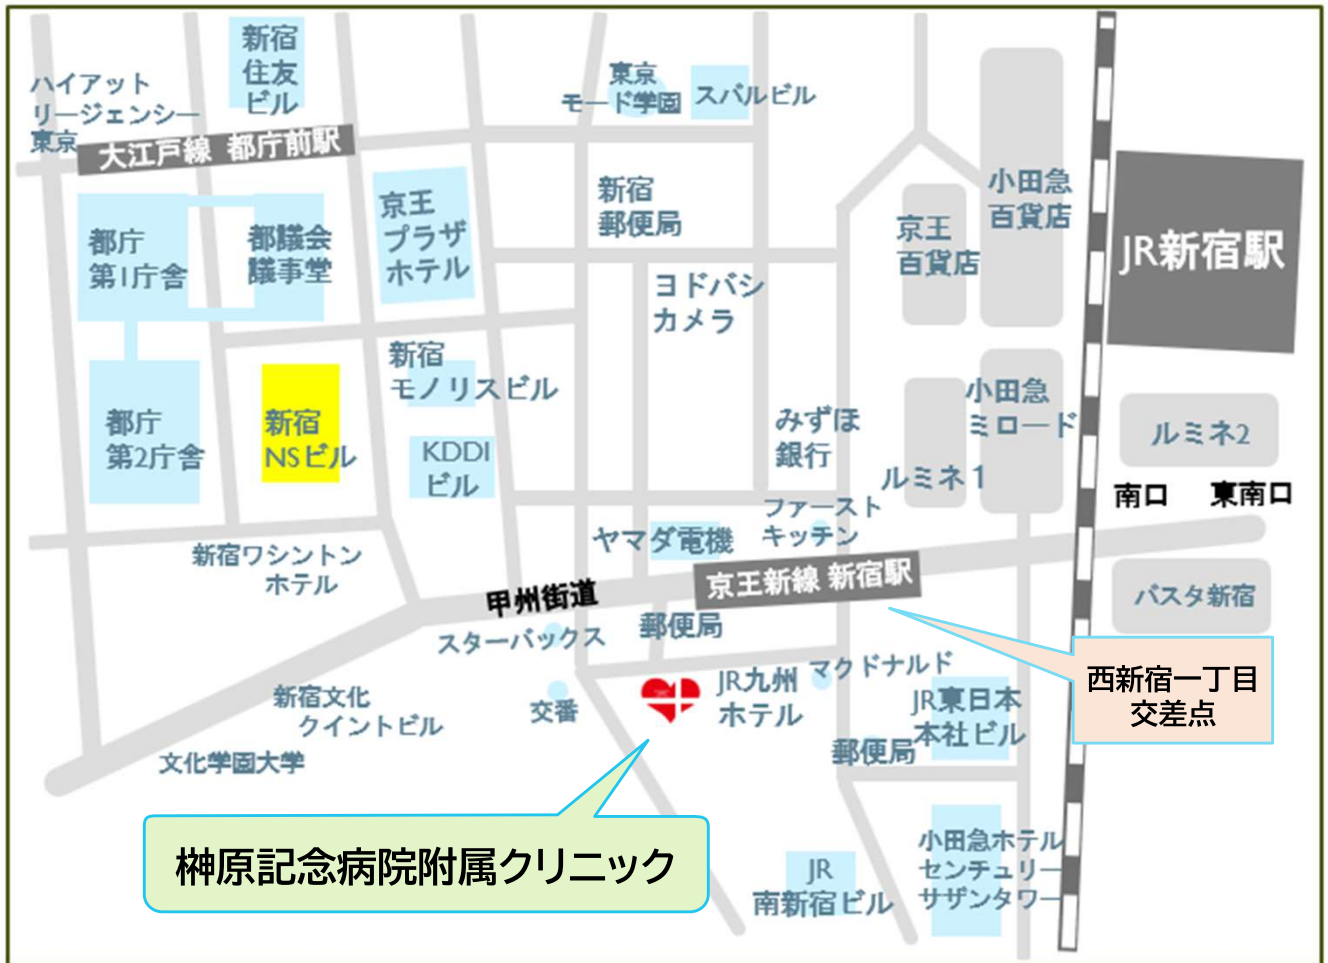 新宿
住友
ビル
ハイアット
リージェンシー
東京
大江戸線 都庁前駅
東京
モード学園
スバルビル
都庁
第1庁舎
都議会
議事堂
京王
プラザ
ホテル
新宿
郵便局
ヨドバシ
カメラ
京王
百貨店
小田急
百貨店
JR新宿駅
都庁
第2庁舎
新宿
NSビル
新宿
モノリスビル
KDDI
ビル
みずほ
銀行
小田急
ミロード
ルミネ1
ルミネ2
南口
東南口
ファースト
キッチン
ヤマダ電機
新宿ワシントン
ホテル
甲州街道
京王新線 新宿駅
バスタ新宿
スターバックス
郵便局
西新宿一丁目
交差点
新宿文化
クイントビル
交番
JR九州
ホテル
マクドナルド
JR東日本
本社ビル
郵便局
文化学園大学
榊原記念病院附属クリニック
JR
南新宿ビル
小田急ホテル
センチュリー
サザンタワー